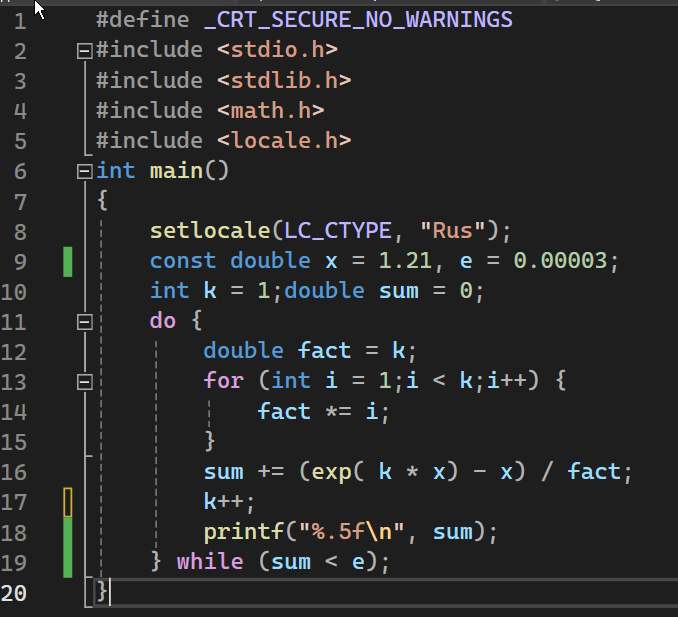 1 #define _CRT_SECURE_NO_WARNINGS
2 #include <stdio.h>
3 #include <stdlib.h>
4 #include <math.h>
5 #include <locale.h>
6 int main()
7 {
8 setlocale(LC_CTYPE, "Rus");
9 const double x = 1.21, e = 0.00003;
10 int k = 1;double sum = 0;
11 do {
12 double fact = k;
13 for (int i = 1;i < k;i++) {
14 fact *= i;
15 }
16 sum += (exp( k * x) - x) / fact;
17 k++;
18 printf("%.5f\n", sum);
19 } while (sum < e);
20 }